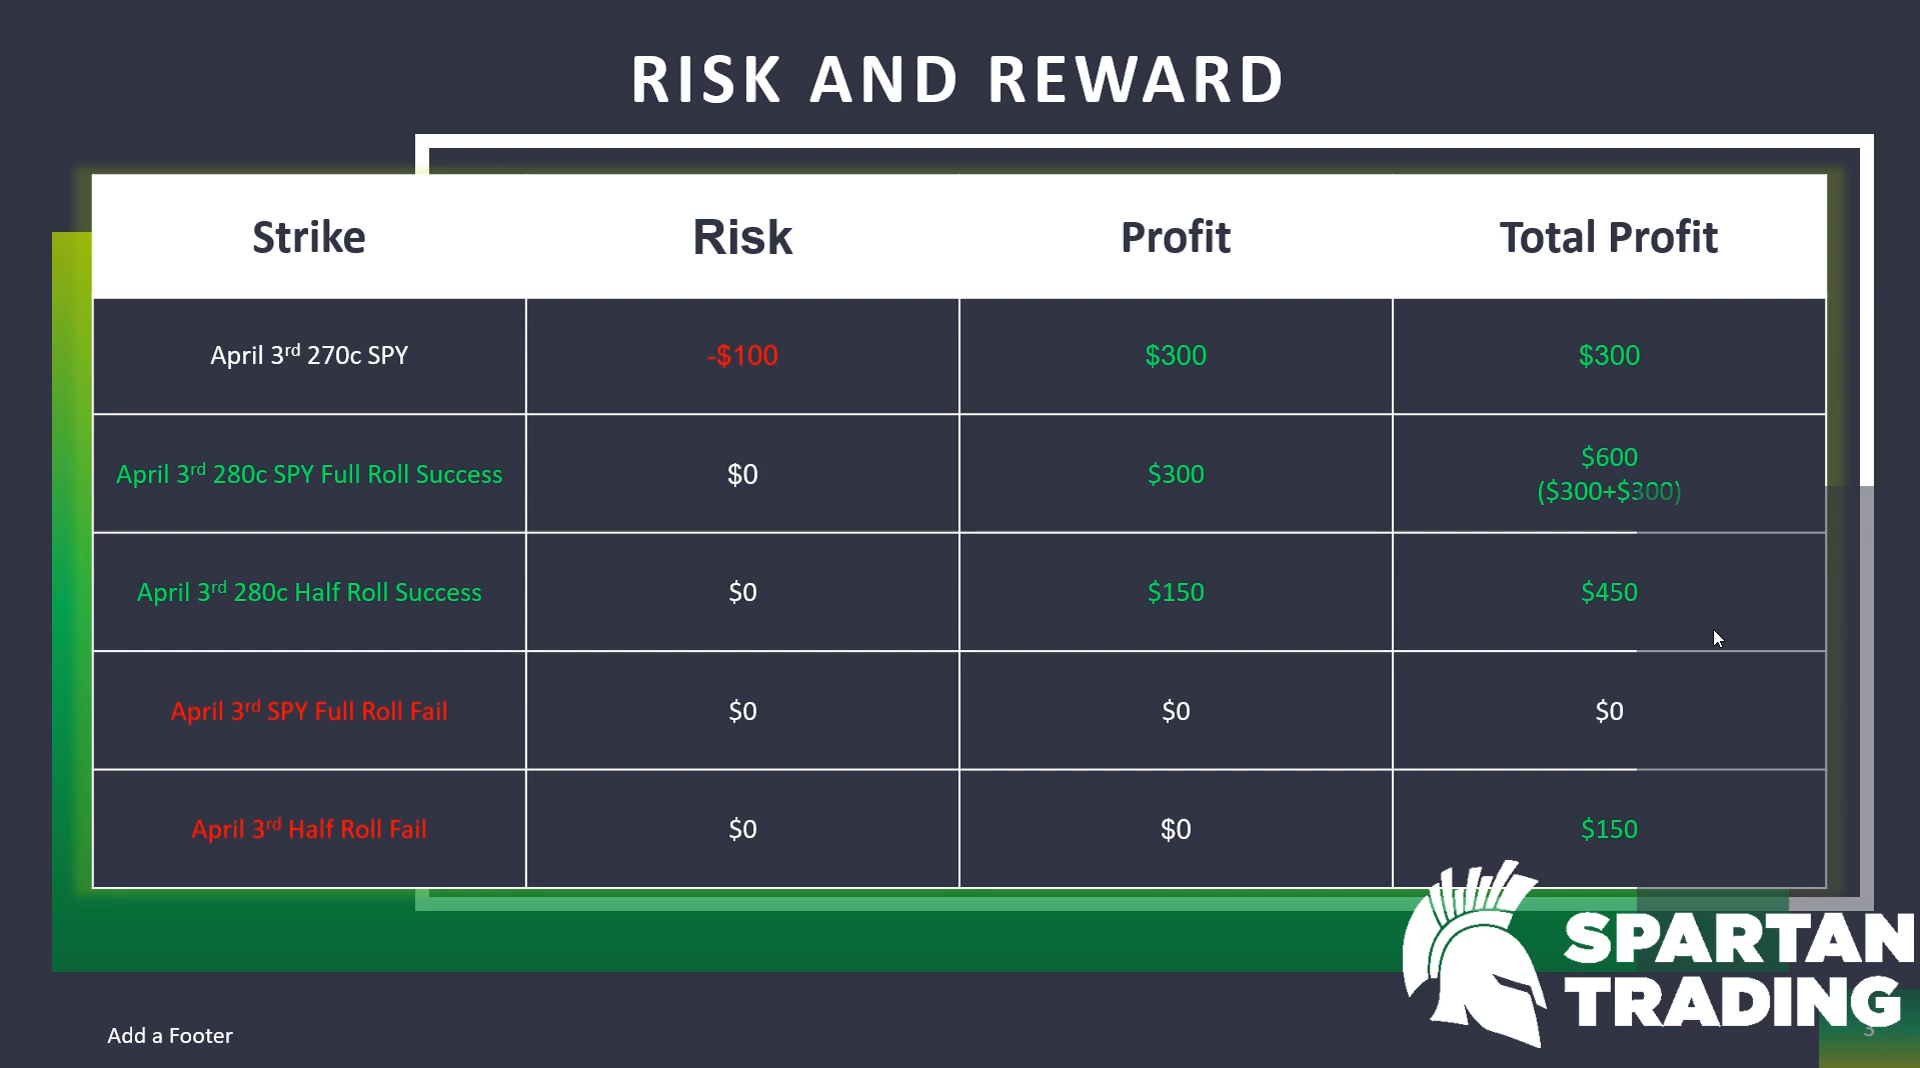 RISK AND REWARD
Strike Risk Profit Total Profit
April 3rd 270c SPY -$100 $300 $300
April 3rd 280c SPY Full Roll Success $0 $300 $600
($300+$300)
April 3rd 280c Half Roll Success $0 $150 $450
April 3rd SPY Full Roll Fail $0 $0 $0
April 3rd Half Roll Fail $0 $0 $150
SPARTAN
TRADING
Add a Footer
3